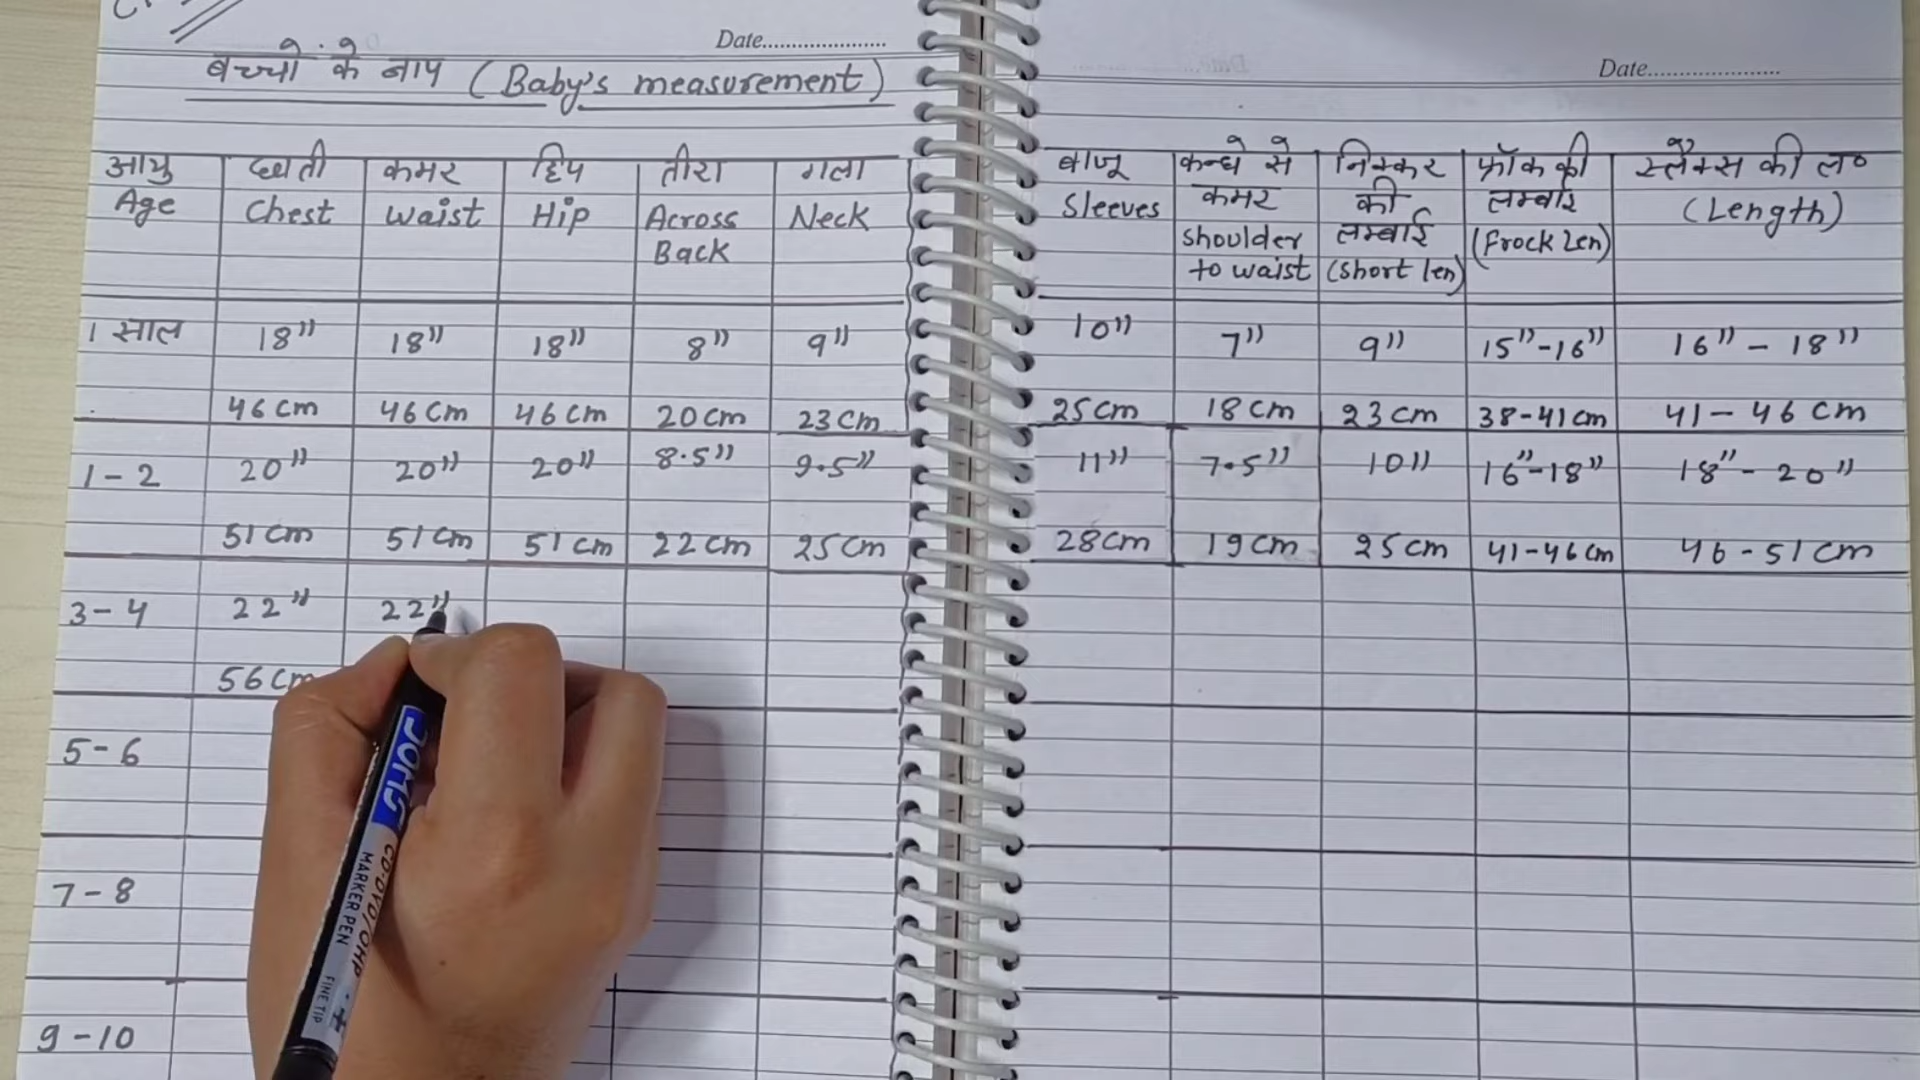 Date....................
बच्चो के नाप (Baby's measurement)
आयु छाती कमर हिप तीरा गला
Age Chest waist Hip Across Neck
Back
1 साल 18" 18" 18" 8" 9"
46 cm 46 cm 46 cm 20 cm 23 cm
1-2 20" 20" 20" 8.5" 9.5"
51 cm 51 cm 51 cm 22 cm 25 cm
3-4 22" 22"
56 cm
5-6
7-8
9-10
Date....................
बाजू कन्धे से निक्कर फ्रॉक की स्लैक्स की ल०
Sleeves कमर की लम्बाई (Length)
shoulder लम्बाई (Frock Len)
to waist (short len)
10" 7" 9" 15"-16" 16" - 18"
25 cm 18 cm 23 cm 38-41 cm 41 - 46 cm
11" 7.5" 10" 16"-18" 18" - 20"
28 cm 19 cm 25 cm 41-46 cm 46 - 51 cm
SONI
CD-DVD/OHP
MARKER PEN
FINE TIP